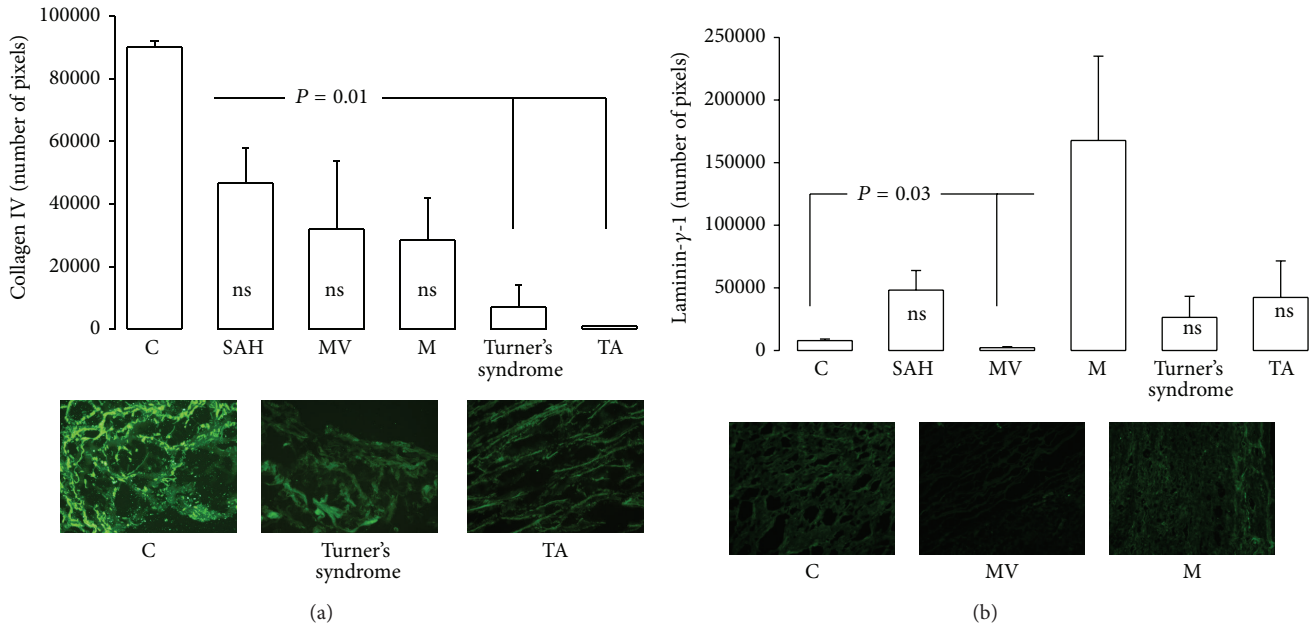 Collagen IV (number of pixels)
100000
80000
60000
40000
20000
0
P = 0.01
ns
ns
ns
C
SAH
MV
M
Turner's
syndrome
TA
C
Turner's
syndrome
TA
(a)
Laminin-γ-1 (number of pixels)
250000
200000
150000
100000
50000
0
P = 0.03
ns
ns
ns
C
SAH
MV
M
Turner's
syndrome
TA
C
MV
M
(b)